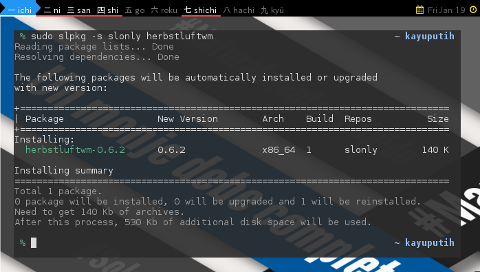 一 ichi 二 ni 三 san 四 shi 五 go 六 roku 七 shichi 八 hachi 九 kyū Fri Jan 19
% sudo slpkg -s slonly herbstluftwm ~ kayuputih
Reading package lists... Done
Resolving dependencies... Done
The following packages will be automatically installed or upgraded
with new version:
+==============================================================================
| Package New Version Arch Build Repos Size
+==============================================================================
Installing:
herbstluftwm-0.6.2 0.6.2 x86_64 1 slonly 140 K
Installing summary
===============================================================================
Total 1 package.
0 package will be installed, 0 will be upgraded and 1 will be reinstalled.
Need to get 140 Kb of archives.
After this process, 530 Kb of additional disk space will be used.
% ~ kayuputih